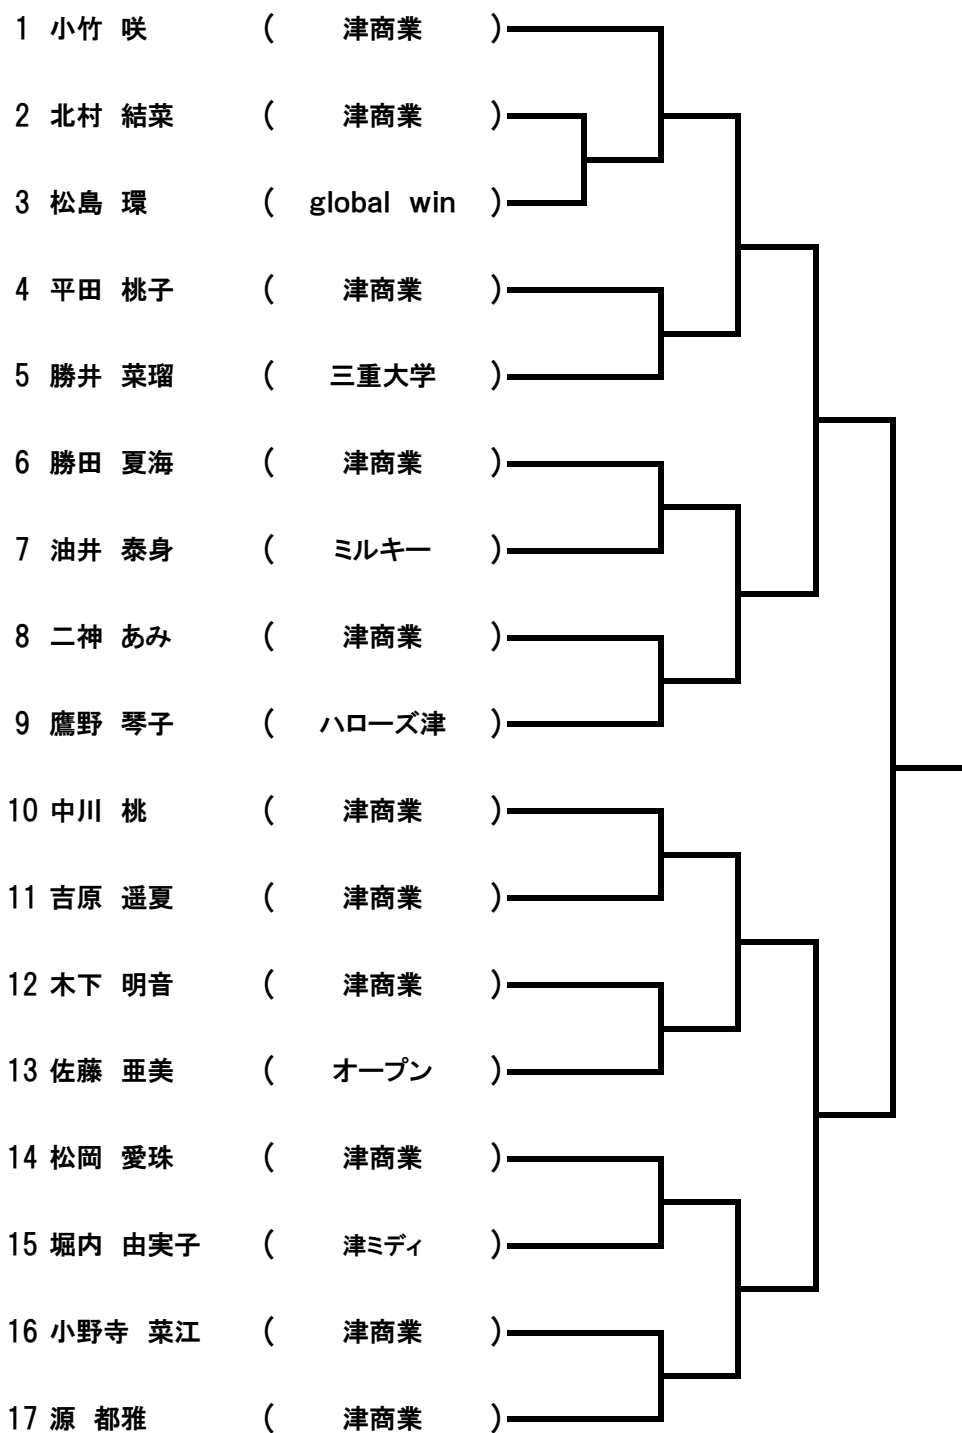 1 小竹 咲 ( 津商業 )
2 北村 結菜 ( 津商業 )
3 松島 環 ( global win )
4 平田 桃子 ( 津商業 )
5 勝井 菜瑠 ( 三重大学 )
6 勝田 夏海 ( 津商業 )
7 油井 泰身 ( ミルキー )
8 二神 あみ ( 津商業 )
9 鷹野 琴子 ( ハローズ津 )
10 中川 桃 ( 津商業 )
11 吉原 遥夏 ( 津商業 )
12 木下 明音 ( 津商業 )
13 佐藤 亜美 ( オープン )
14 松岡 愛珠 ( 津商業 )
15 堀内 由実子 ( 津ミディ )
16 小野寺 菜江 ( 津商業 )
17 源 都雅 ( 津商業 )